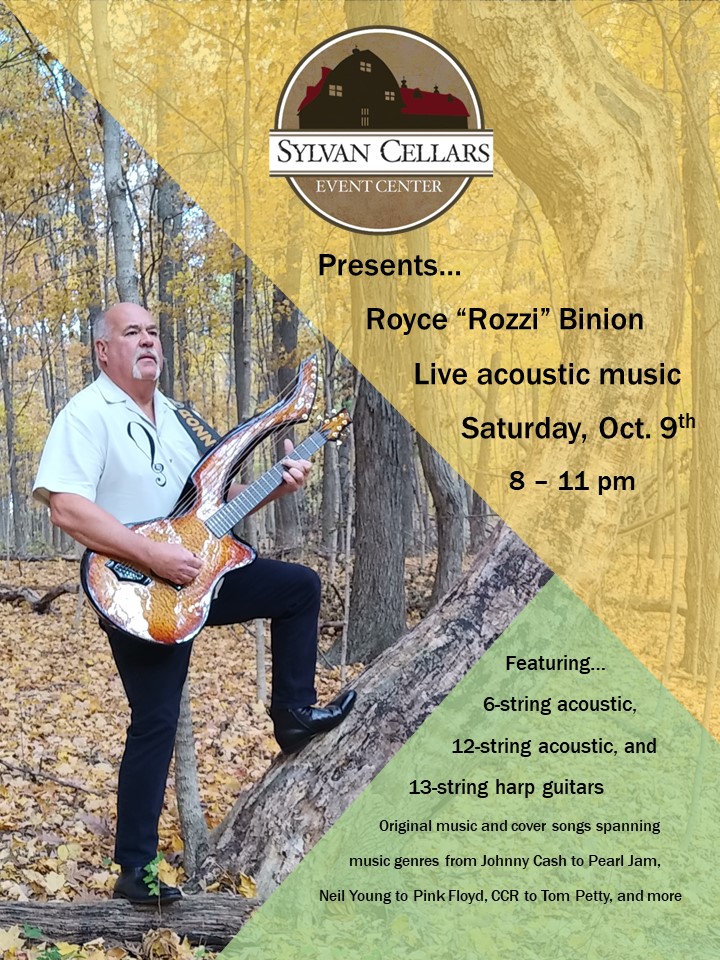 SYLVAN CELLARS
EVENT CENTER
Presents...
Royce “Rozzi” Binion
Live acoustic music
Saturday, Oct. 9th
8 – 11 pm
DONN
Featuring...
6-string acoustic,
12-string acoustic, and
13-string harp guitars
Original music and cover songs spanning
music genres from Johnny Cash to Pearl Jam,
Neil Young to Pink Floyd, CCR to Tom Petty, and more